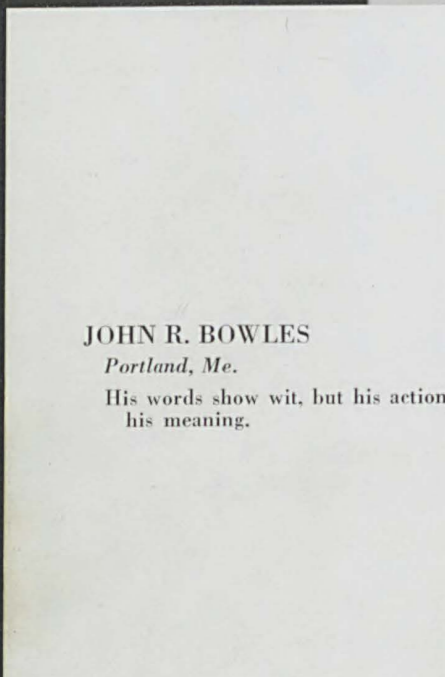 JOHN R. BOWLES
Portland, Me.
His words show wit, but his action
his meaning.